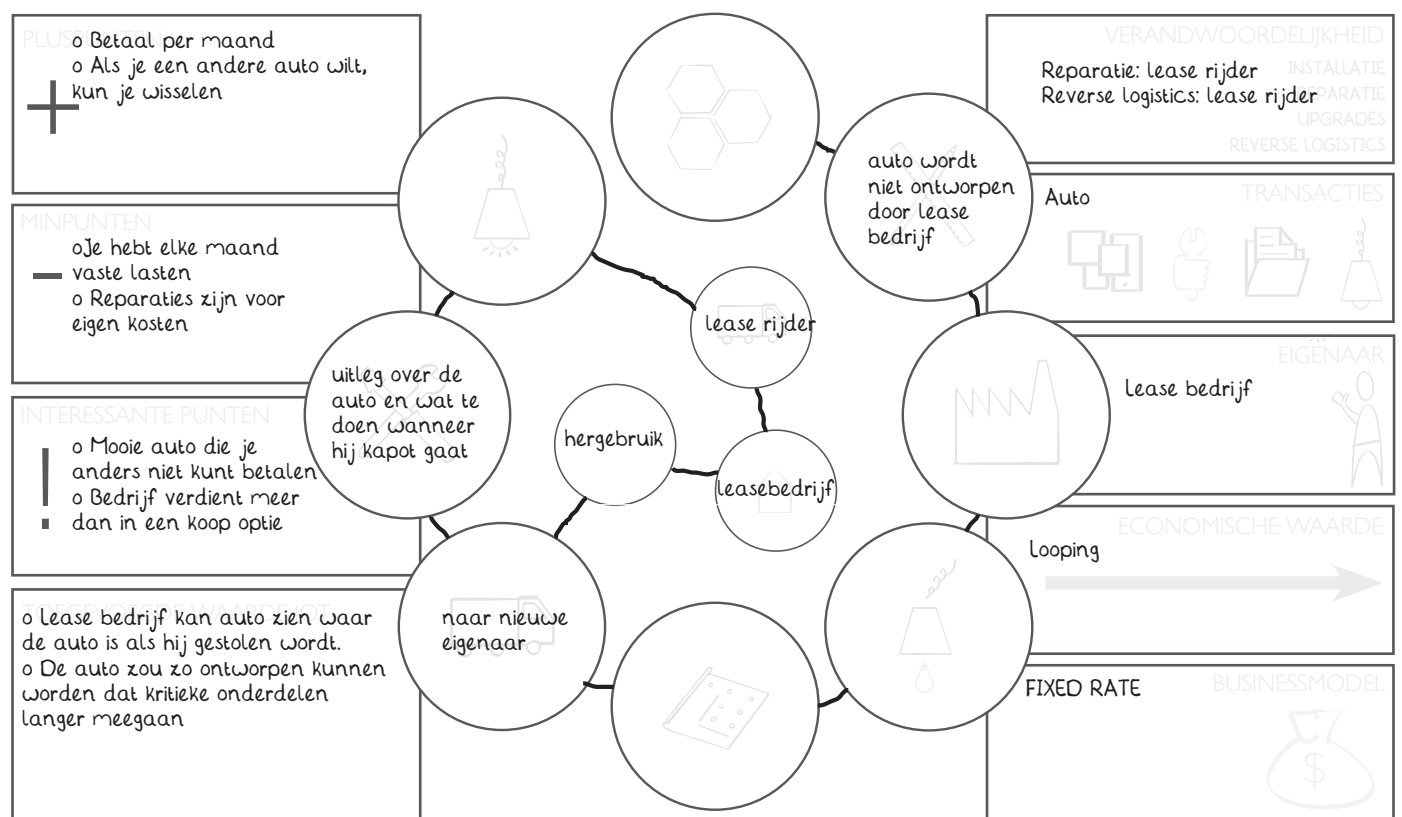 PLUSPUNTEN
o Betaal per maand
o Als je een andere auto wilt,
kun je wisselen
MINPUNTEN
oJe hebt elke maand
vaste lasten
o Reparaties zijn voor
eigen kosten
INTERESSANTE PUNTEN
o Mooie auto die je
anders niet kunt betalen
o Bedrijf verdient meer
dan in een koop optie
TOEGEVOEGDE WAARDE IOT
o lease bedrijf kan auto zien waar
de auto is als hij gestolen wordt.
o De auto zou zo ontworpen kunnen
worden dat kritieke onderdelen
langer meegaan
uitleg over de
auto en wat te
doen wanneer
hij kapot gaat
naar nieuwe
eigenaar
hergebruik
lease rijder
leasebedrijf
auto wordt
niet ontworpen
door lease
bedrijf
VERANDWOORDELIJKHEID
Reparatie: lease rijder
Reverse logistics: lease rijder
INSTALLATIE
REPARATIE
UPGRADES
REVERSE LOGISTICS
TRANSACTIES
Auto
EIGENAAR
lease bedrijf
ECONOMISCHE WAARDE
Looping
BUSINESSMODEL
FIXED RATE
$